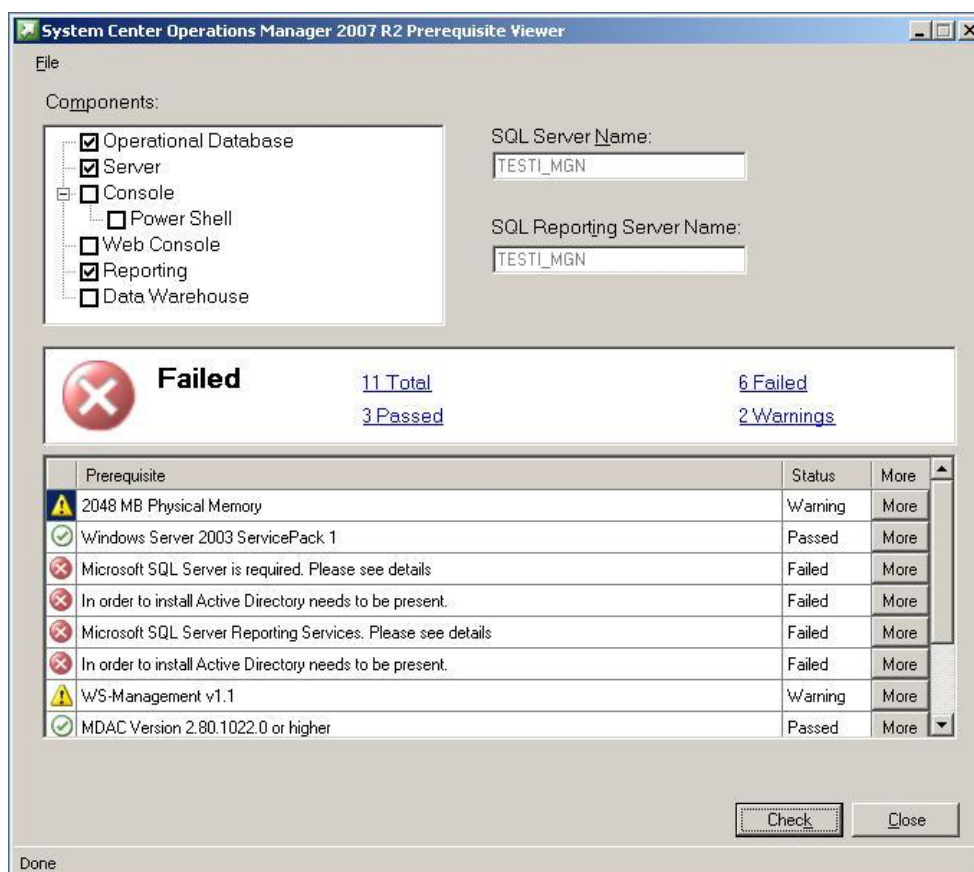 System Center Operations Manager 2007 R2 Prerequisite Viewer
File
Components:
Operational Database
Server
Console
Power Shell
Web Console
Reporting
Data Warehouse
SQL Server Name:
TESTI_MGN
SQL Reporting Server Name:
TESTI_MGN
Failed
11 Total
6 Failed
3 Passed
2 Warnings
Prerequisite Status More
2048 MB Physical Memory Warning More
Windows Server 2003 ServicePack 1 Passed More
Microsoft SQL Server is required. Please see details Failed More
In order to install Active Directory needs to be present. Failed More
Microsoft SQL Server Reporting Services. Please see details Failed More
In order to install Active Directory needs to be present. Failed More
WS-Management v1.1 Warning More
MDAC Version 2.80.1022.0 or higher Passed More
Check Close
Done